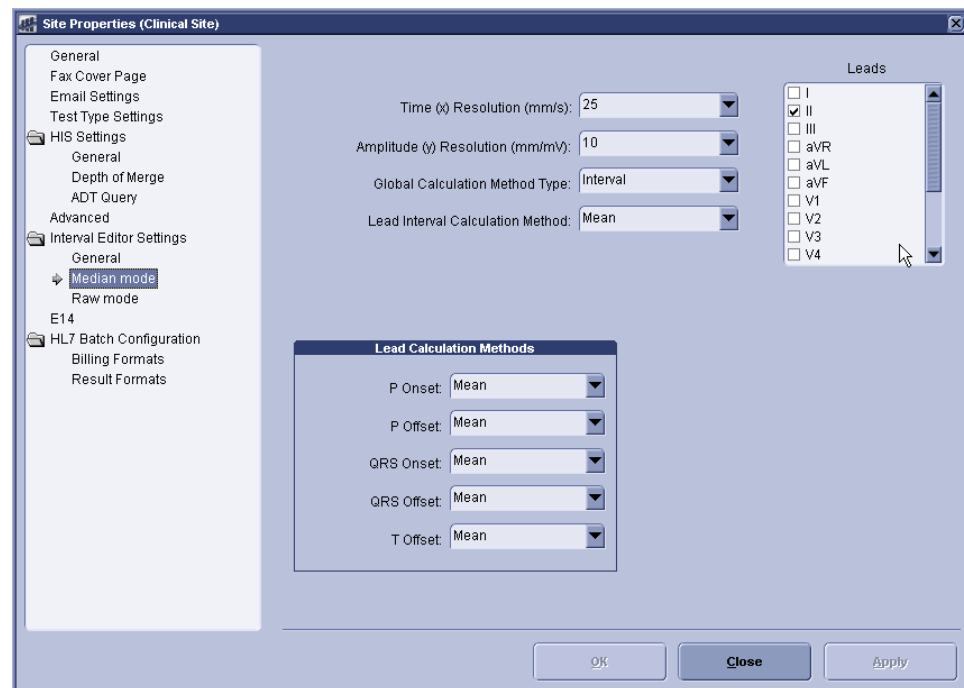 Site Properties (Clinical Site)
General
Fax Cover Page
Email Settings
Test Type Settings
HIS Settings
General
Depth of Merge
ADT Query
Advanced
Interval Editor Settings
General
Median mode
Raw mode
E14
HL7 Batch Configuration
Billing Formats
Result Formats
Time (x) Resolution (mm/s): 25
Amplitude (y) Resolution (mm/mV): 10
Global Calculation Method Type: Interval
Lead Interval Calculation Method: Mean
Leads
I
II
III
aVR
aVL
aVF
V1
V2
V3
V4
Lead Calculation Methods
P Onset: Mean
P Offset: Mean
QRS Onset: Mean
QRS Offset: Mean
T Offset: Mean
OK Close Apply